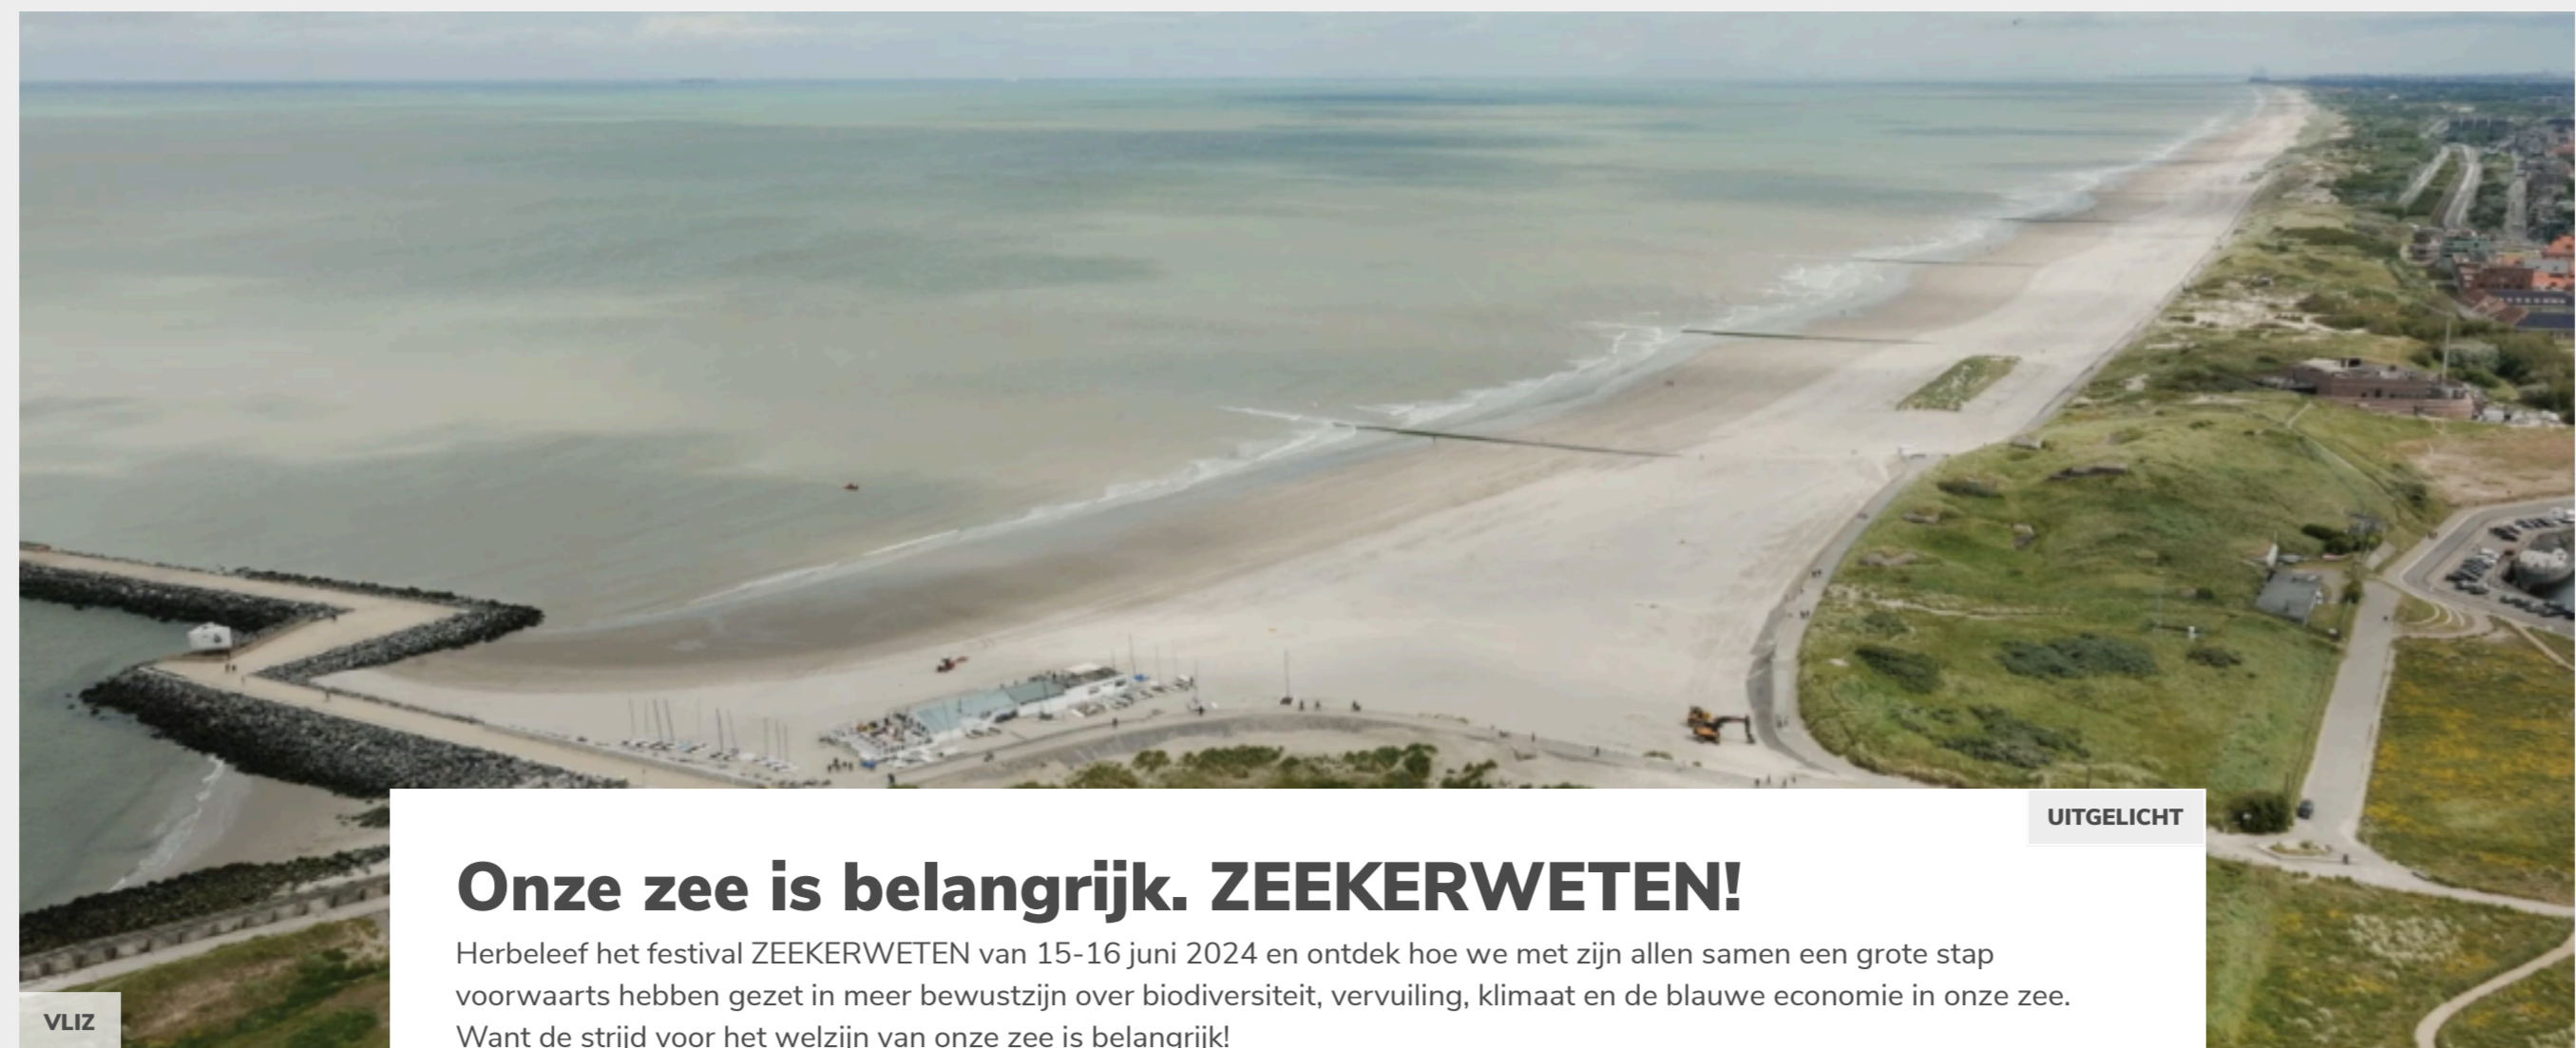 UITGELICHT
Onze zee is belangrijk. ZEEKERWETEN!
Herbeleef het festival ZEEKERWETEN van 15-16 juni 2024 en ontdek hoe we met zijn allen samen een grote stap
voorwaarts hebben gezet in meer bewustzijn over biodiversiteit, vervuiling, klimaat en de blauwe economie in onze zee.
Want de strijd voor het welzijn van onze zee is belangrijk!
VLIZ